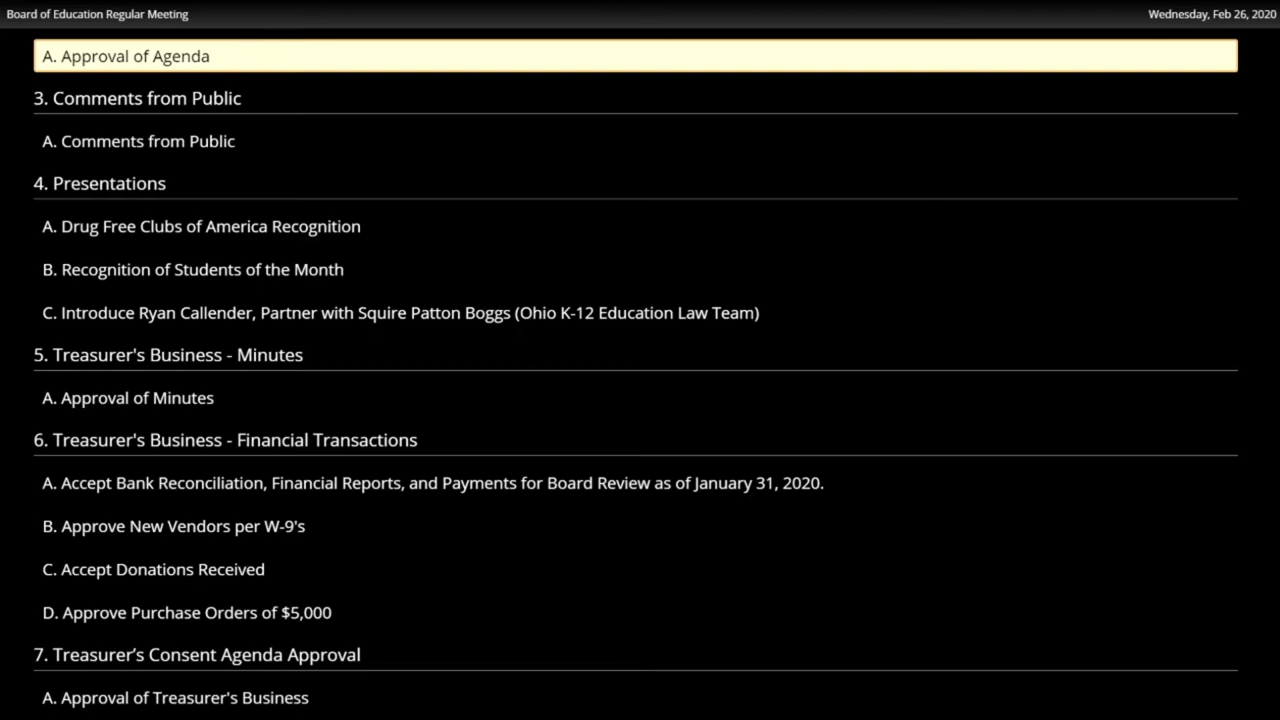 Board of Education Regular Meeting
Wednesday, Feb 26, 2020
A. Approval of Agenda
3. Comments from Public
A. Comments from Public
4. Presentations
A. Drug Free Clubs of America Recognition
B. Recognition of Students of the Month
C. Introduce Ryan Callender, Partner with Squire Patton Boggs (Ohio K-12 Education Law Team)
5. Treasurer's Business - Minutes
A. Approval of Minutes
6. Treasurer's Business - Financial Transactions
A. Accept Bank Reconciliation, Financial Reports, and Payments for Board Review as of January 31, 2020.
B. Approve New Vendors per W-9's
C. Accept Donations Received
D. Approve Purchase Orders of $5,000
7. Treasurer’s Consent Agenda Approval
A. Approval of Treasurer's Business